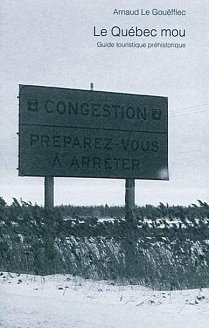 Arnaud Le Gouëfflec
Le Québec mou
Guide touristique préhistorique
CONGESTION
PRÉPAREZ-VOUS
À ARRÊTER